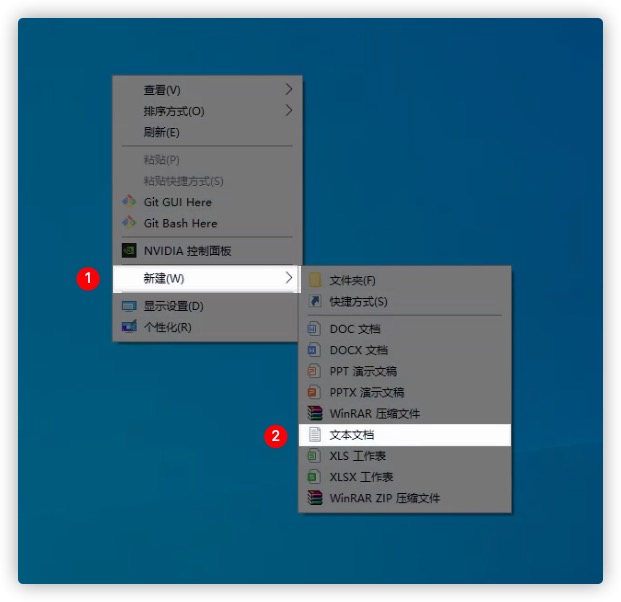 查看(V)
排序方式(O)
刷新(E)
粘贴(P)
粘贴快捷方式(S)
Git GUI Here
Git Bash Here
NVIDIA 控制面板
1
新建(W)
显示设置(D)
个性化(R)
文件夹(F)
快捷方式(S)
DOC 文档
DOCX 文档
PPT 演示文稿
PPTX 演示文稿
WinRAR 压缩文件
2
文本文档
XLS 工作表
XLSX 工作表
WinRAR ZIP 压缩文件